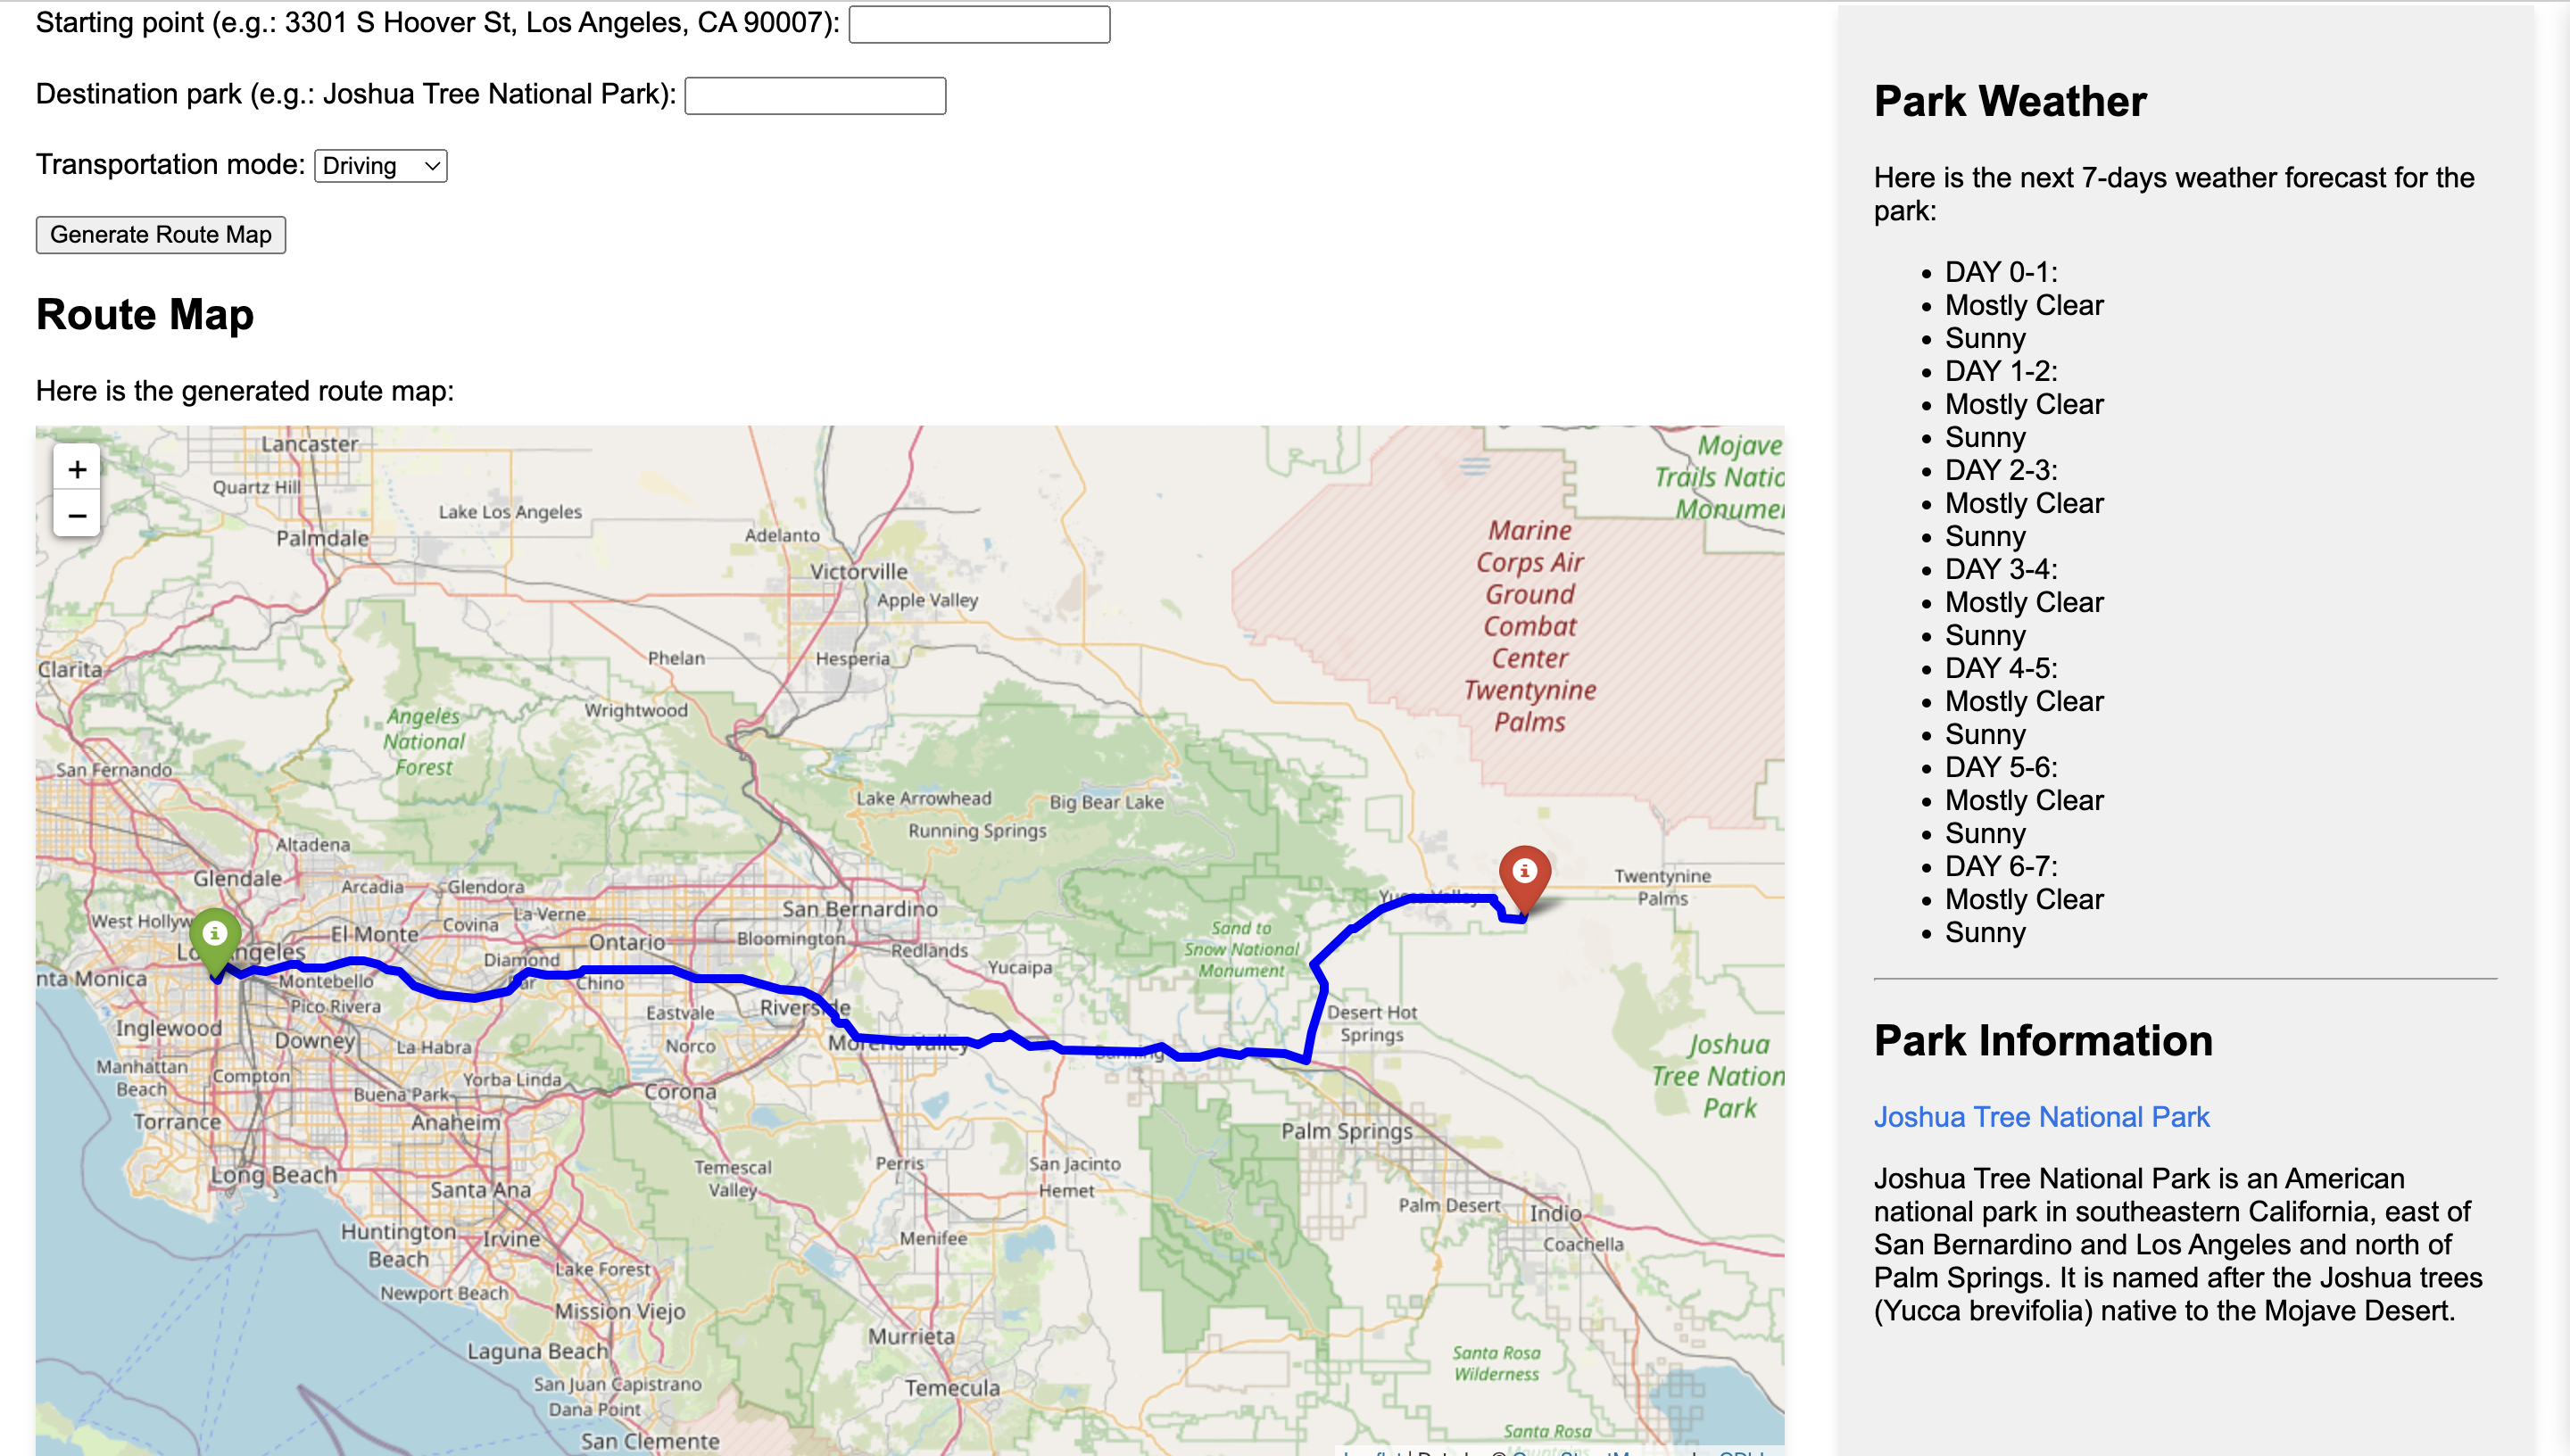 Starting point (e.g.: 3301 S Hoover St, Los Angeles, CA 90007):
Destination park (e.g.: Joshua Tree National Park):
Transportation mode: Driving
Generate Route Map
Route Map
Here is the generated route map:
+
−
Lancaster
Quartz Hill
Lake Los Angeles
Palmdale
Adelanto
Victorville
Apple Valley
Mojave
Trails Natio
Monumen
Marine
Corps Air
Ground
Combat
Center
Twentynine
Palms
Clarita
Phelan
Hesperia
Wrightwood
Angeles
National
Forest
San Fernando
Lake Arrowhead
Big Bear Lake
Running Springs
Altadena
Glendale
Arcadia
Glendora
Twentynine
Palms
West Hollyw
La Verne
Covina
San Bernardino
Yucca Valley
El Monte
Ontario
Bloomington
Redlands
Sand to
Snow National
Monument
Diamond
Yucaipa
nta Monica
Montebello
Chino
Pico Rivera
Eastvale
Riverside
Desert Hot
Springs
Inglewood
Downey
La Habra
Norco
Moreno Valley
Banning
Joshua
Tree Nation
Park
Manhattan
Beach
Compton
Yorba Linda
Buena Park
Corona
Torrance
Anaheim
Palm Springs
Long Beach
Santa Ana
Temescal
Valley
Perris
San Jacinto
Hemet
Palm Desert
Indio
Huntington
Beach
Irvine
Menifee
Coachella
Lake Forest
Newport Beach
Mission Viejo
Murrieta
Laguna Beach
Santa Rosa
Wilderness
San Juan Capistrano
Temecula
Dana Point
San Clemente
Santa Rosa
Park Weather
Here is the next 7-days weather forecast for the
park:
• DAY 0-1:
• Mostly Clear
• Sunny
• DAY 1-2:
• Mostly Clear
• Sunny
• DAY 2-3:
• Mostly Clear
• Sunny
• DAY 3-4:
• Mostly Clear
• Sunny
• DAY 4-5:
• Mostly Clear
• Sunny
• DAY 5-6:
• Mostly Clear
• Sunny
• DAY 6-7:
• Mostly Clear
• Sunny
Park Information
Joshua Tree National Park
Joshua Tree National Park is an American
national park in southeastern California, east of
San Bernardino and Los Angeles and north of
Palm Springs. It is named after the Joshua trees
(Yucca brevifolia) native to the Mojave Desert.